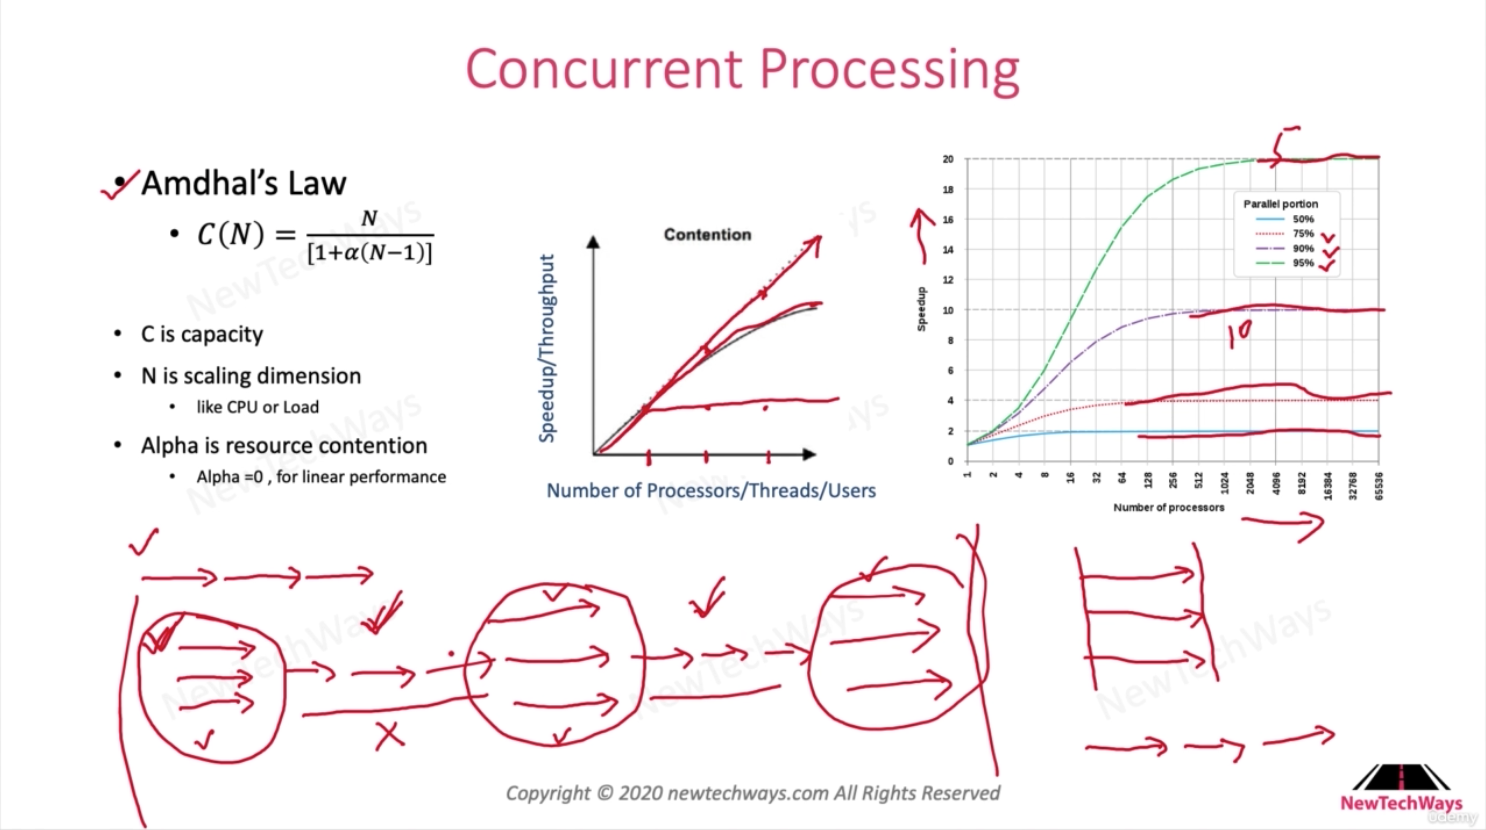 Concurrent Processing
• Amdhal's Law
• C(N) = N / [1+α(N−1)]
• C is capacity
• N is scaling dimension
• like CPU or Load
• Alpha is resource contention
• Alpha =0 , for linear performance
Contention
Speedup/Throughput
Number of Processors/Threads/Users
20
18
16
14
12
10
8
6
4
2
0
Speedup
Parallel portion
50%
75%
90%
95%
10
1
2
4
8
16
32
64
128
256
512
1024
2048
4096
8192
16384
32768
65536
Number of processors
X
NewTechWays
Copyright © 2020 newtechways.com All Rights Reserved
NewTechWays
ûdemy